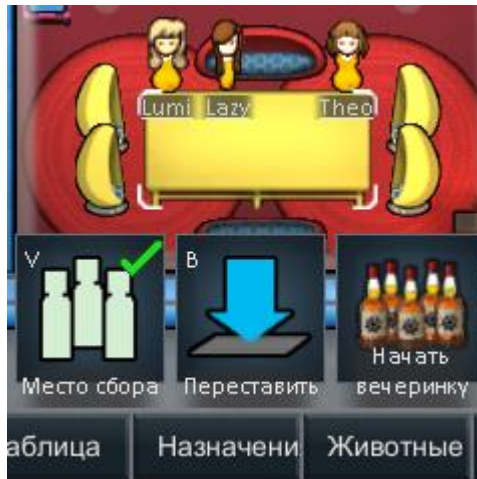 Lumi Lazy Theo
V B
Начать
Место сбора Переставить вечеринку
аблица Назначени Животные